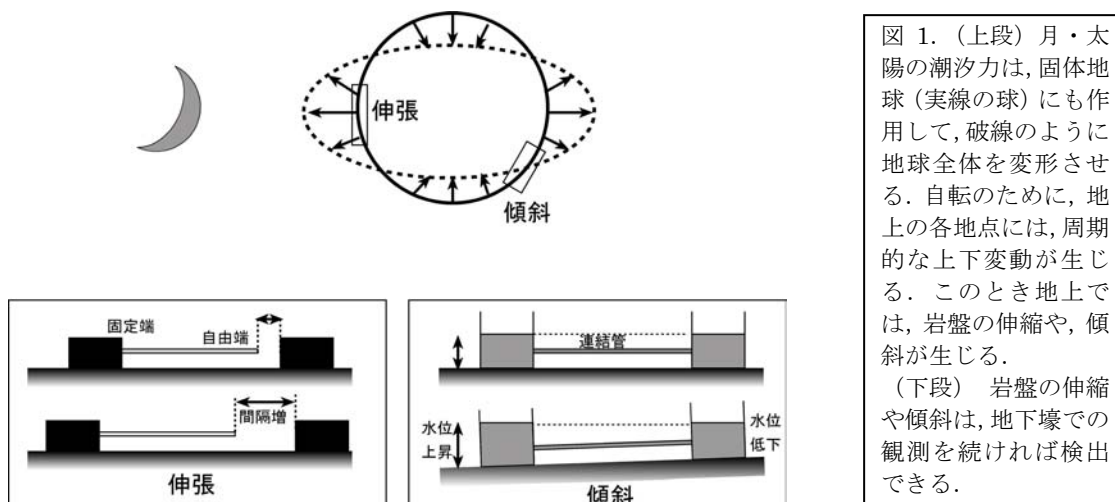 伸張
傾斜
固定端
自由端
間隔増
伸張
連結管
水位
上昇
水位
低下
傾斜
図 1. (上段) 月・太
陽の潮汐力は, 固体地
球 (実線の球) にも作
用して, 破線のように
地球全体を変形させ
る. 自転のために, 地
上の各地点には, 周期
的な上下変動が生じ
る. このとき地上で
は, 岩盤の伸縮や, 傾
斜が生じる.
(下段) 岩盤の伸縮
や傾斜は, 地下壕での
観測を続ければ検出
できる.